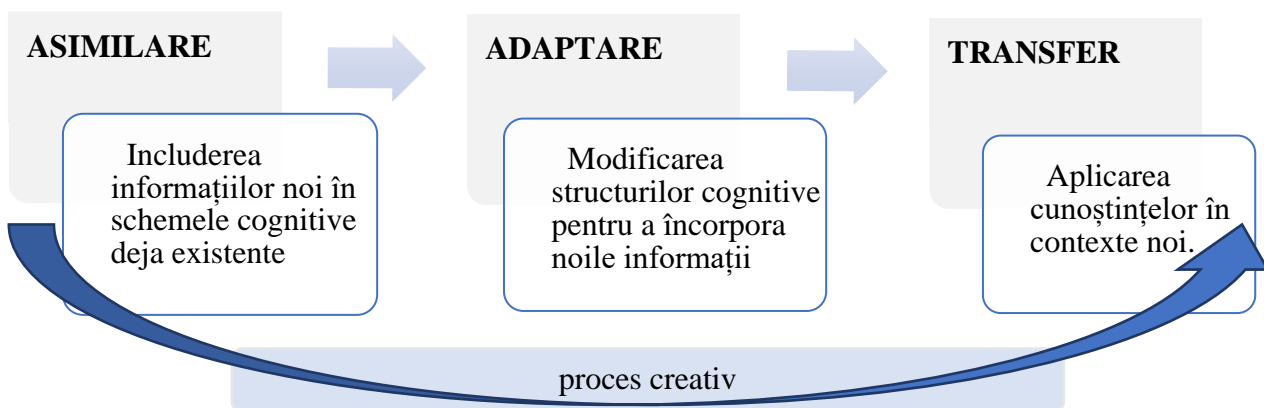 ASIMILARE
Includerea
informațiilor noi în
schemele cognitive
deja existente
ADAPTARE
Modificarea
structurilor cognitive
pentru a încorpora
noile informații
TRANSFER
Aplicarea
cunoștințelor în
contexte noi.
proces creativ